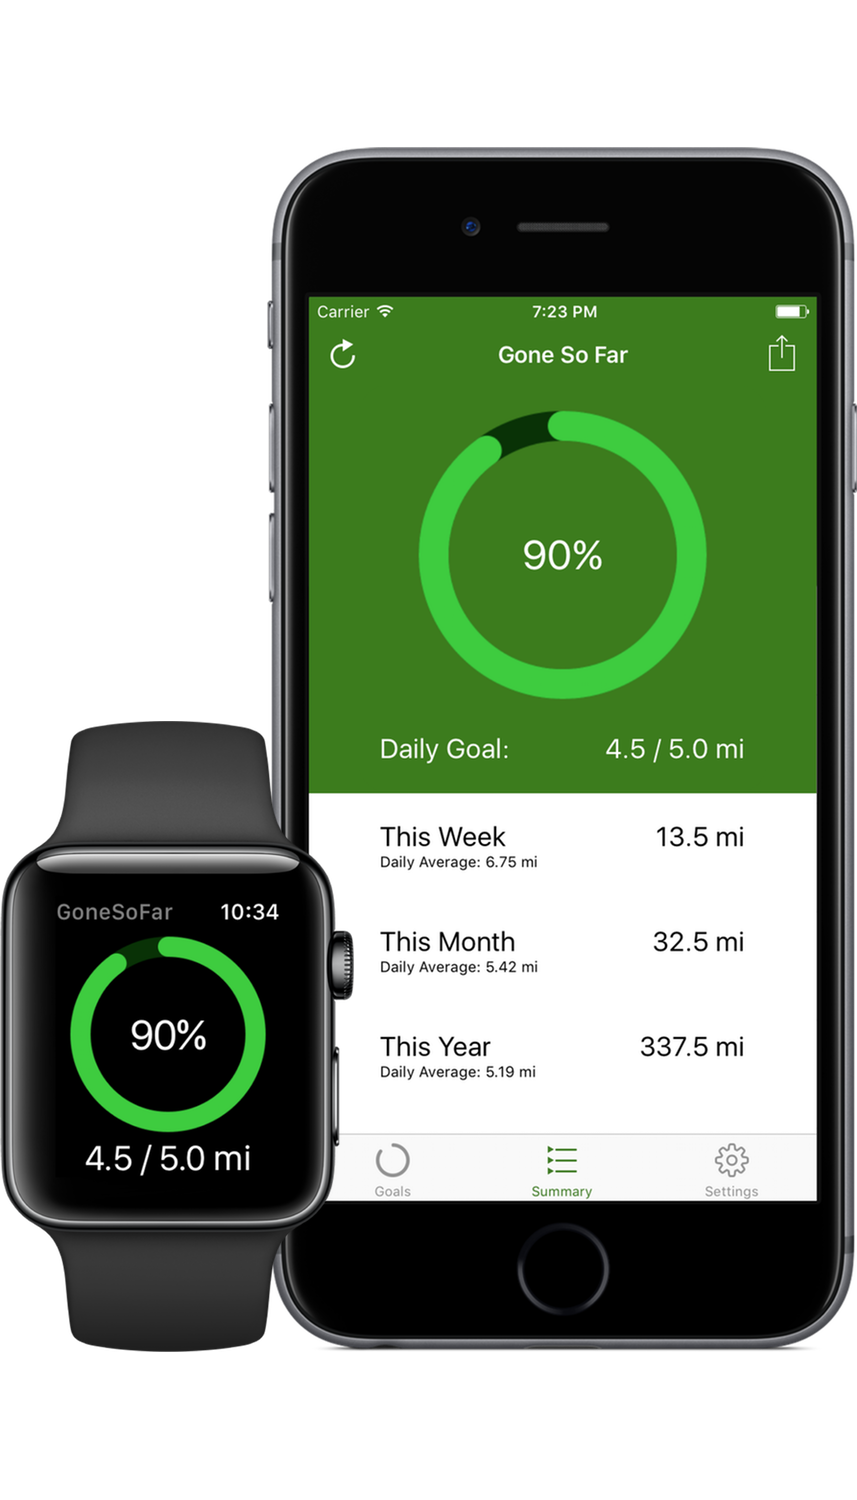 Carrier 7:23 PM
Gone So Far
90%
Daily Goal: 4.5 / 5.0 mi
This Week 13.5 mi
Daily Average: 6.75 mi
This Month 32.5 mi
Daily Average: 5.42 mi
This Year 337.5 mi
Daily Average: 5.19 mi
Goals Summary Settings
GoneSoFar 10:34
90%
4.5 / 5.0 mi